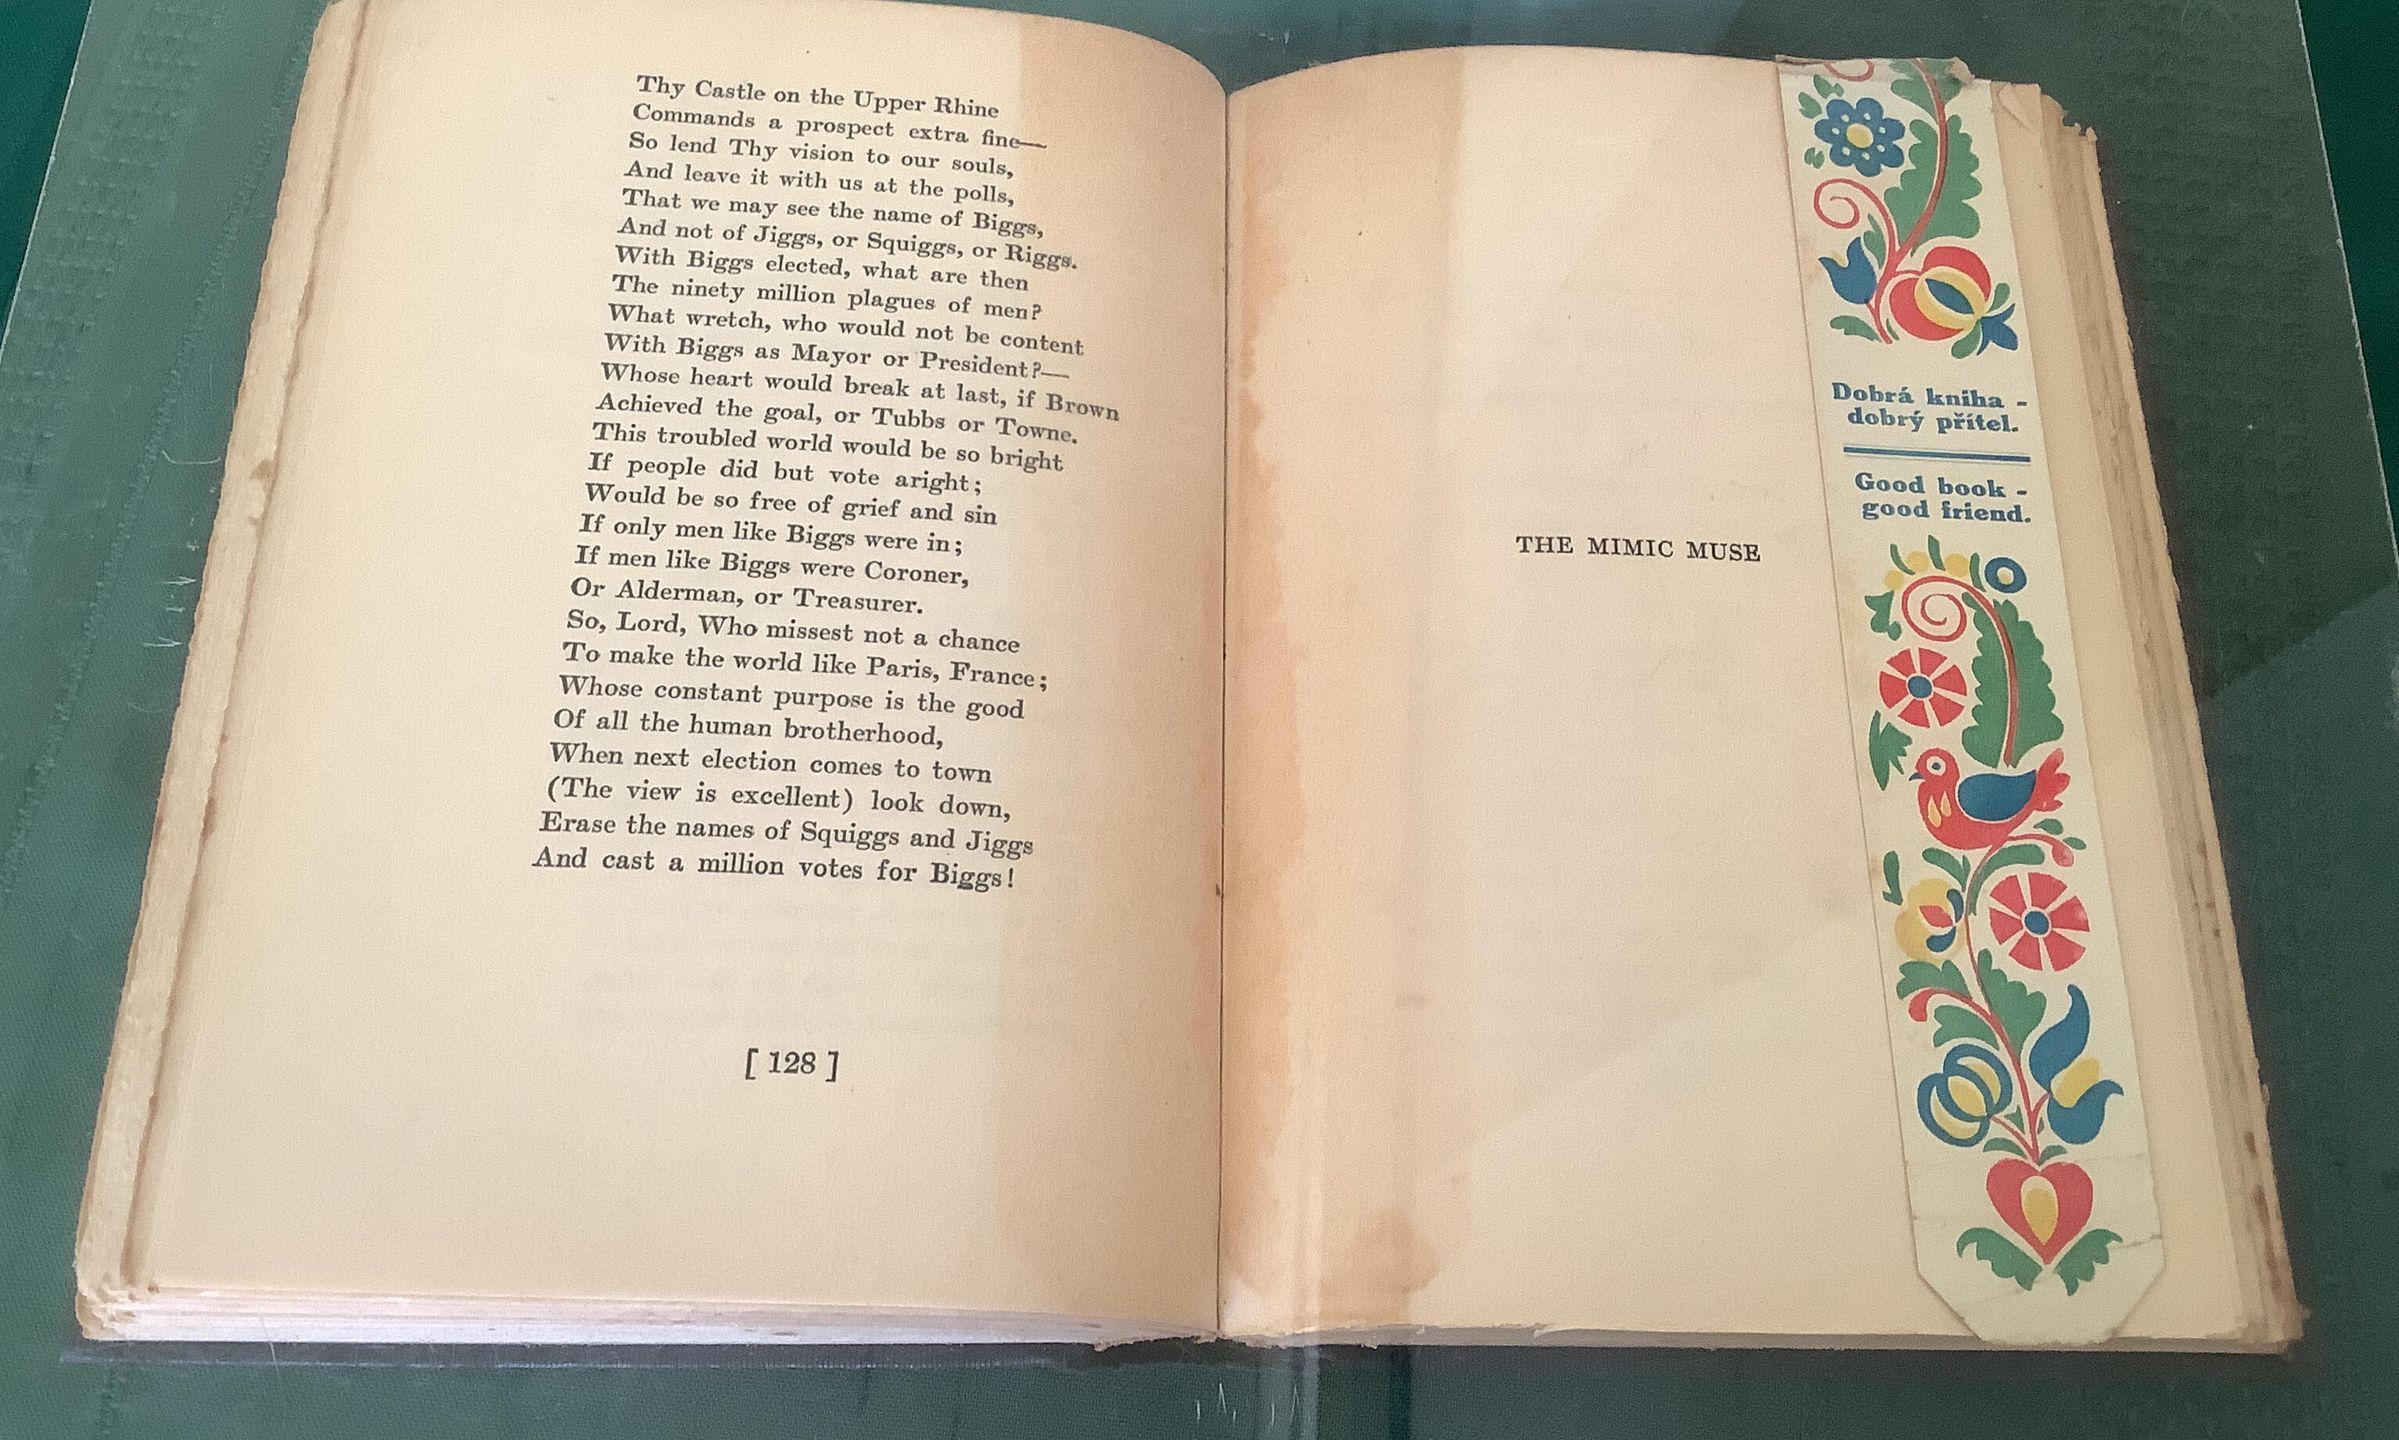 Thy Castle on the Upper Rhine
Commands a prospect extra fine—
So lend Thy vision to our souls,
And leave it with us at the polls,
That we may see the name of Biggs,
And not of Jiggs, or Squiggs, or Riggs.
With Biggs elected, what are then
The ninety million plagues of men?
What wretch, who would not be content
With Biggs as Mayor or President?—
Whose heart would break at last, if Brown
Achieved the goal, or Tubbs or Towne.
This troubled world would be so bright
If people did but vote aright;
Would be so free of grief and sin
If only men like Biggs were in;
If men like Biggs were Coroner,
Or Alderman, or Treasurer.
So, Lord, Who missest not a chance
To make the world like Paris, France;
Whose constant purpose is the good
Of all the human brotherhood,
When next election comes to town
(The view is excellent) look down,
Erase the names of Squiggs and Jiggs
And cast a million votes for Biggs!
[ 128 ]
THE MIMIC MUSE
Dobrá kniha -
dobrý přítel.
Good book -
good friend.